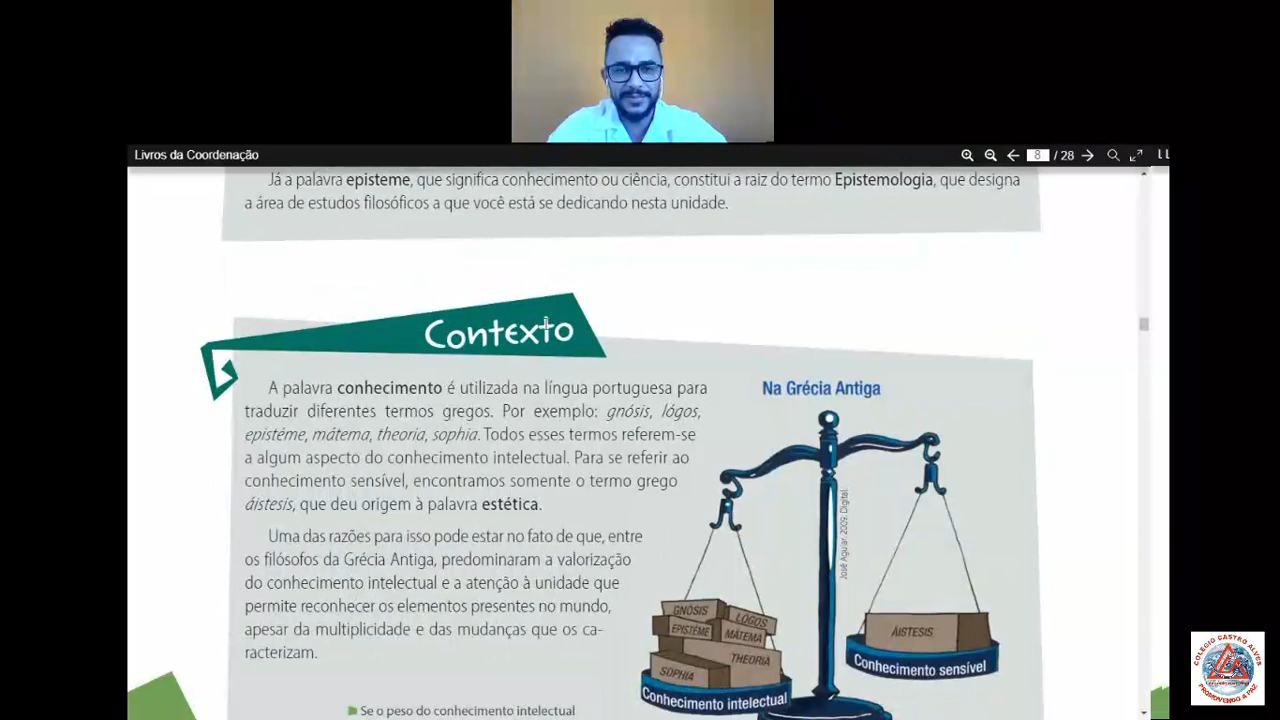 Livros da Coordenação
8 / 28
Já a palavra episteme, que significa conhecimento ou ciência, constitui a raiz do termo Epistemologia, que designa
a área de estudos filosóficos a que você está se dedicando nesta unidade.
Contexto
A palavra conhecimento é utilizada na língua portuguesa para
traduzir diferentes termos gregos. Por exemplo: gnósis, lógos,
epistéme, mátema, theoria, sophia. Todos esses termos referem-se
a algum aspecto do conhecimento intelectual. Para se referir ao
conhecimento sensível, encontramos somente o termo grego
áistesis, que deu origem à palavra estética.
Uma das razões para isso pode estar no fato de que, entre
os filósofos da Grécia Antiga, predominaram a valorização
do conhecimento intelectual e a atenção à unidade que
permite reconhecer os elementos presentes no mundo,
apesar da multiplicidade e das mudanças que os ca-
racterizam.
Se o peso do conhecimento intelectual
Na Grécia Antiga
José Aguiar. 2009. Digital.
GNÓSIS
LÓGOS
EPISTÉME
MÁTEMA
THEORIA
SOPHIA
Conhecimento intelectual
ÁISTESIS
Conhecimento sensível
COLÉGIO CASTRO ALVES
PROMOVENDO A PAZ